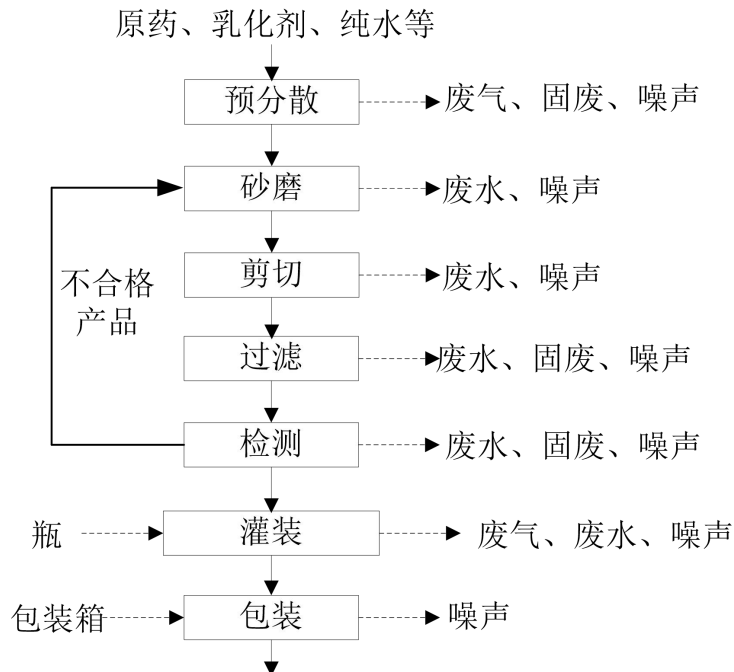 原药、乳化剂、纯水等
预分散
废气、固废、噪声
砂磨
废水、噪声
剪切
废水、噪声
不合格
产品
过滤
废水、固废、噪声
检测
废水、固废、噪声
瓶
灌装
废气、废水、噪声
包装箱
包装
噪声